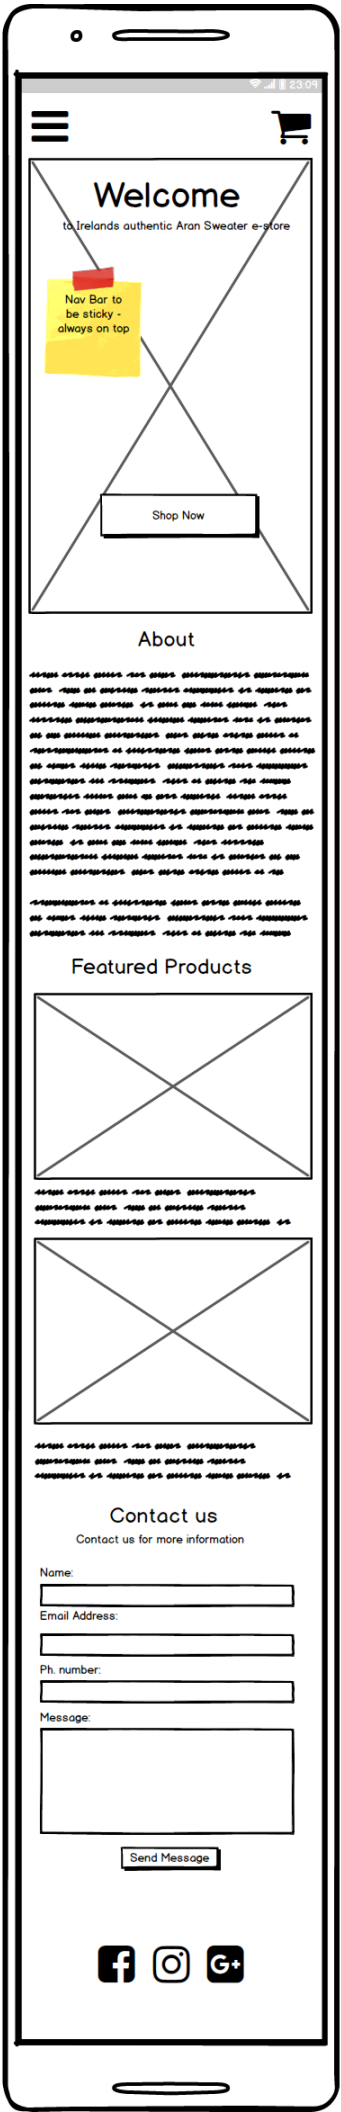 23:09
Welcome
to Irelands authentic Aran Sweater e-store
Nav Bar to
be sticky -
always on top
Shop Now
About
Featured Products
Contact us
Contact us for more information
Name:
Email Address:
Ph. number:
Message:
Send Message
G+